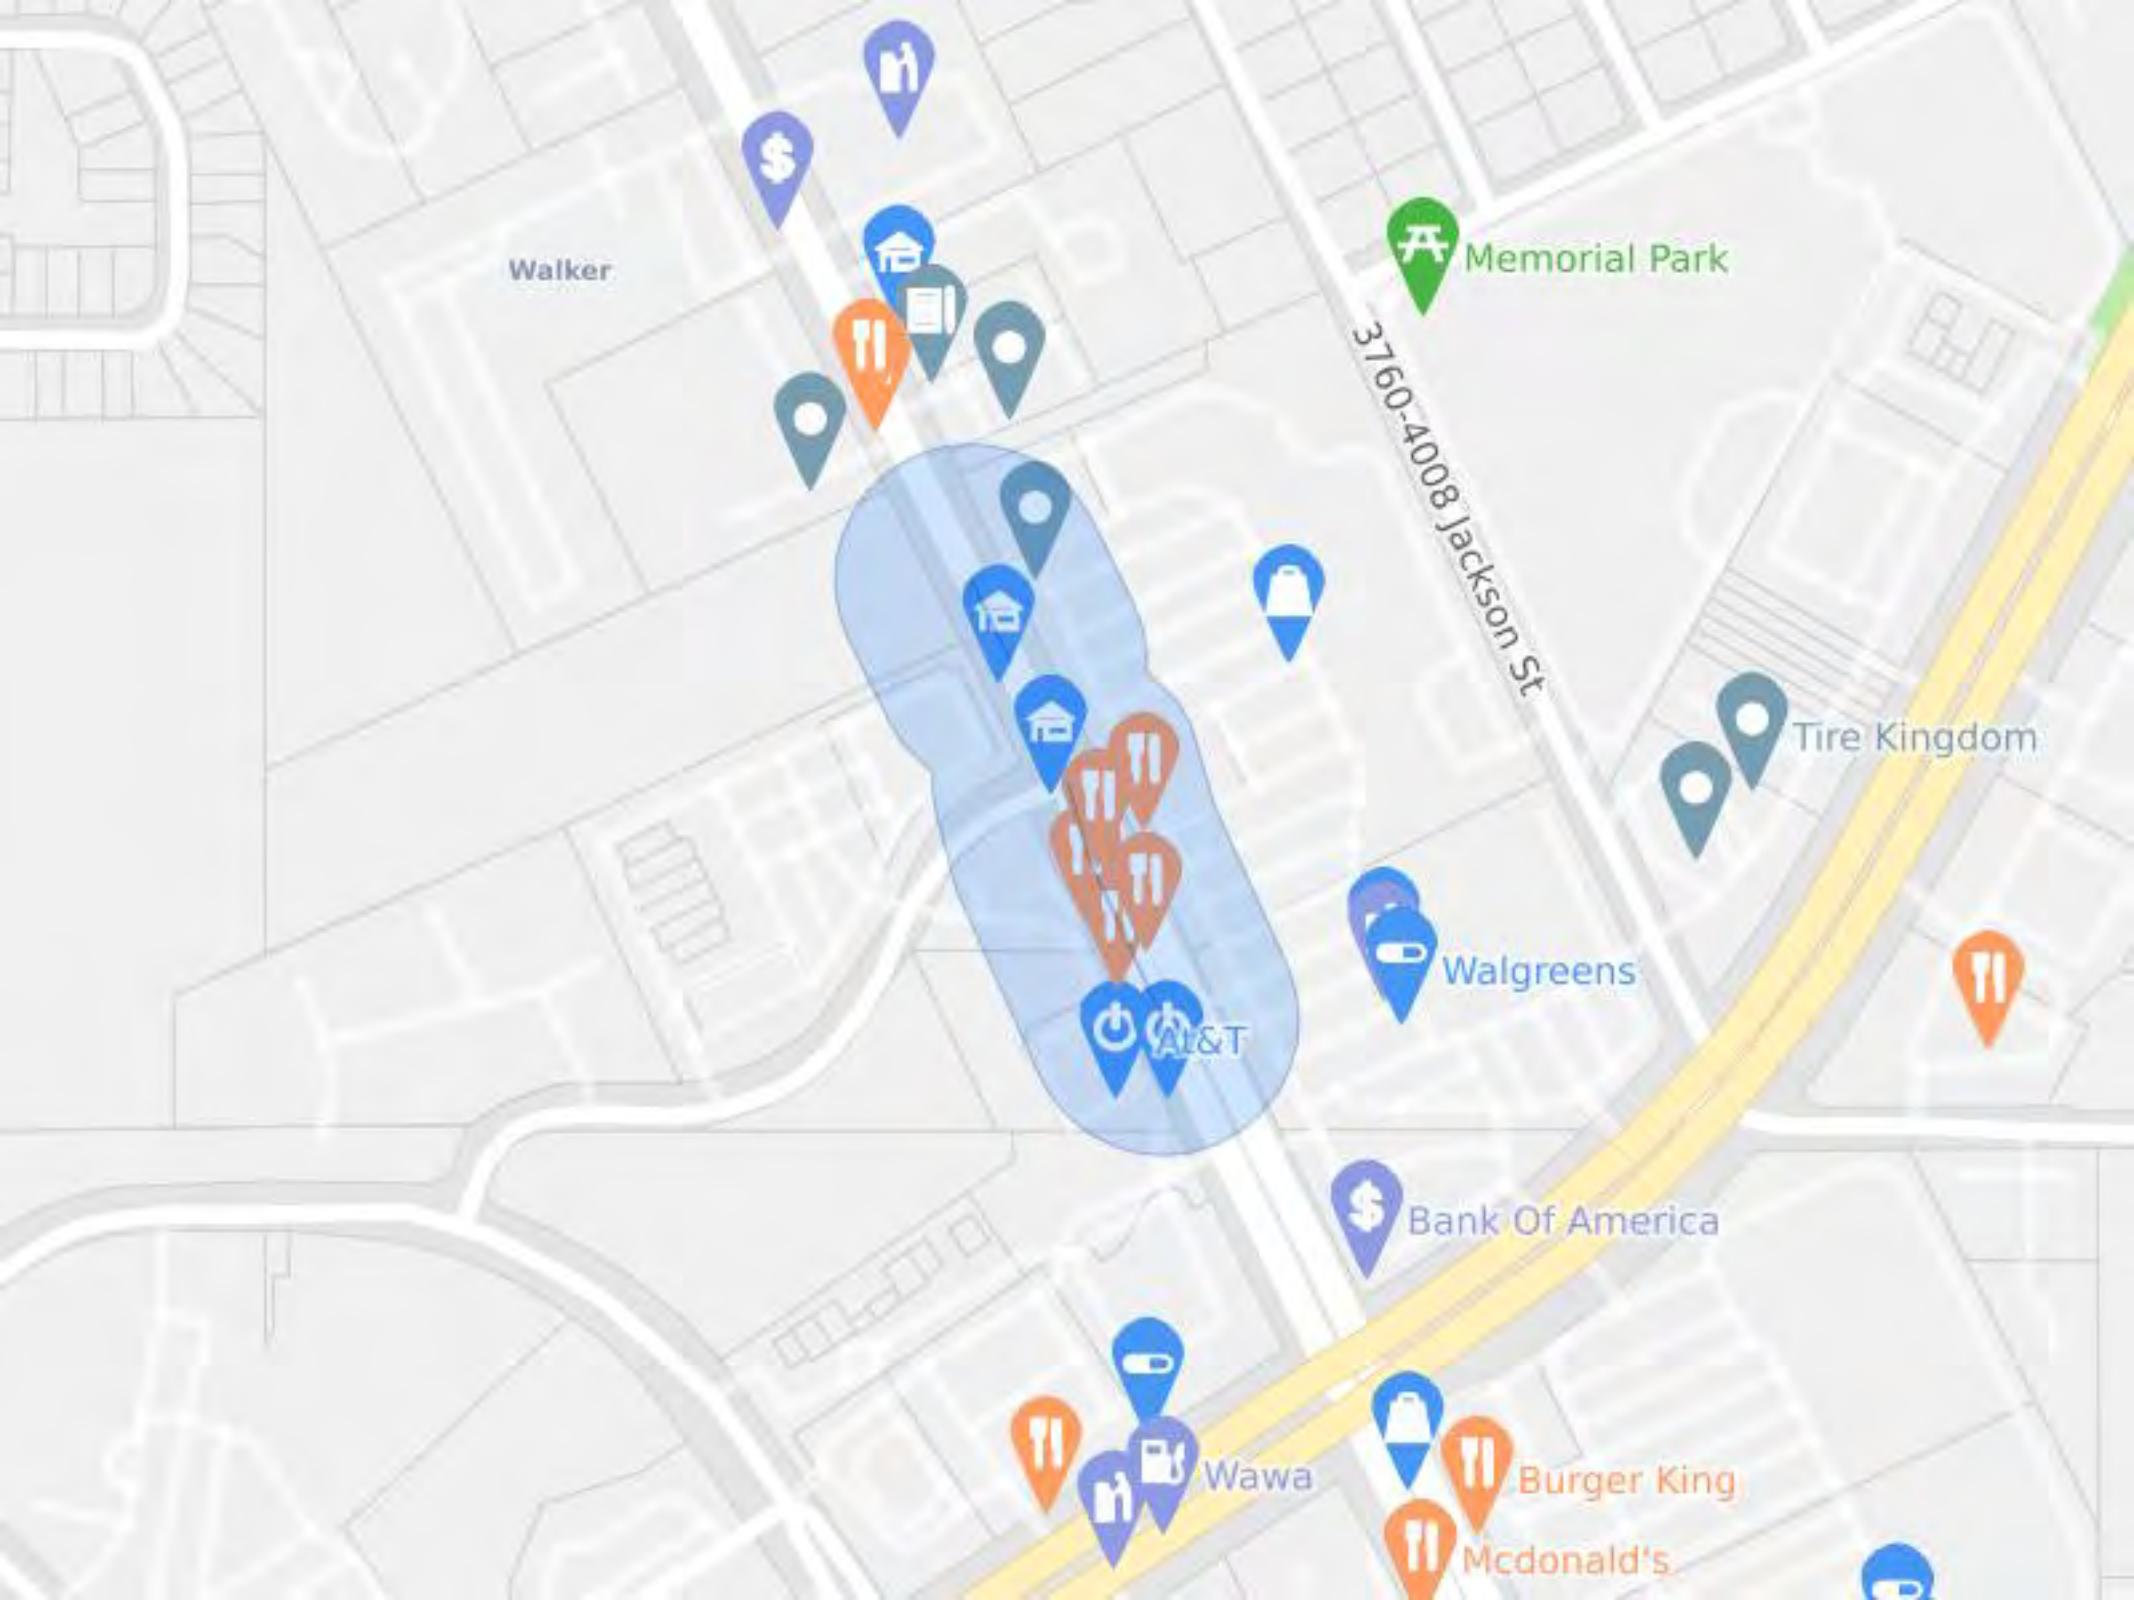 Walker
Memorial Park
3760-4008 Jackson St
Tire Kingdom
Walgreens
At&T
Bank Of America
Wawa
Burger King
Mcdonald's